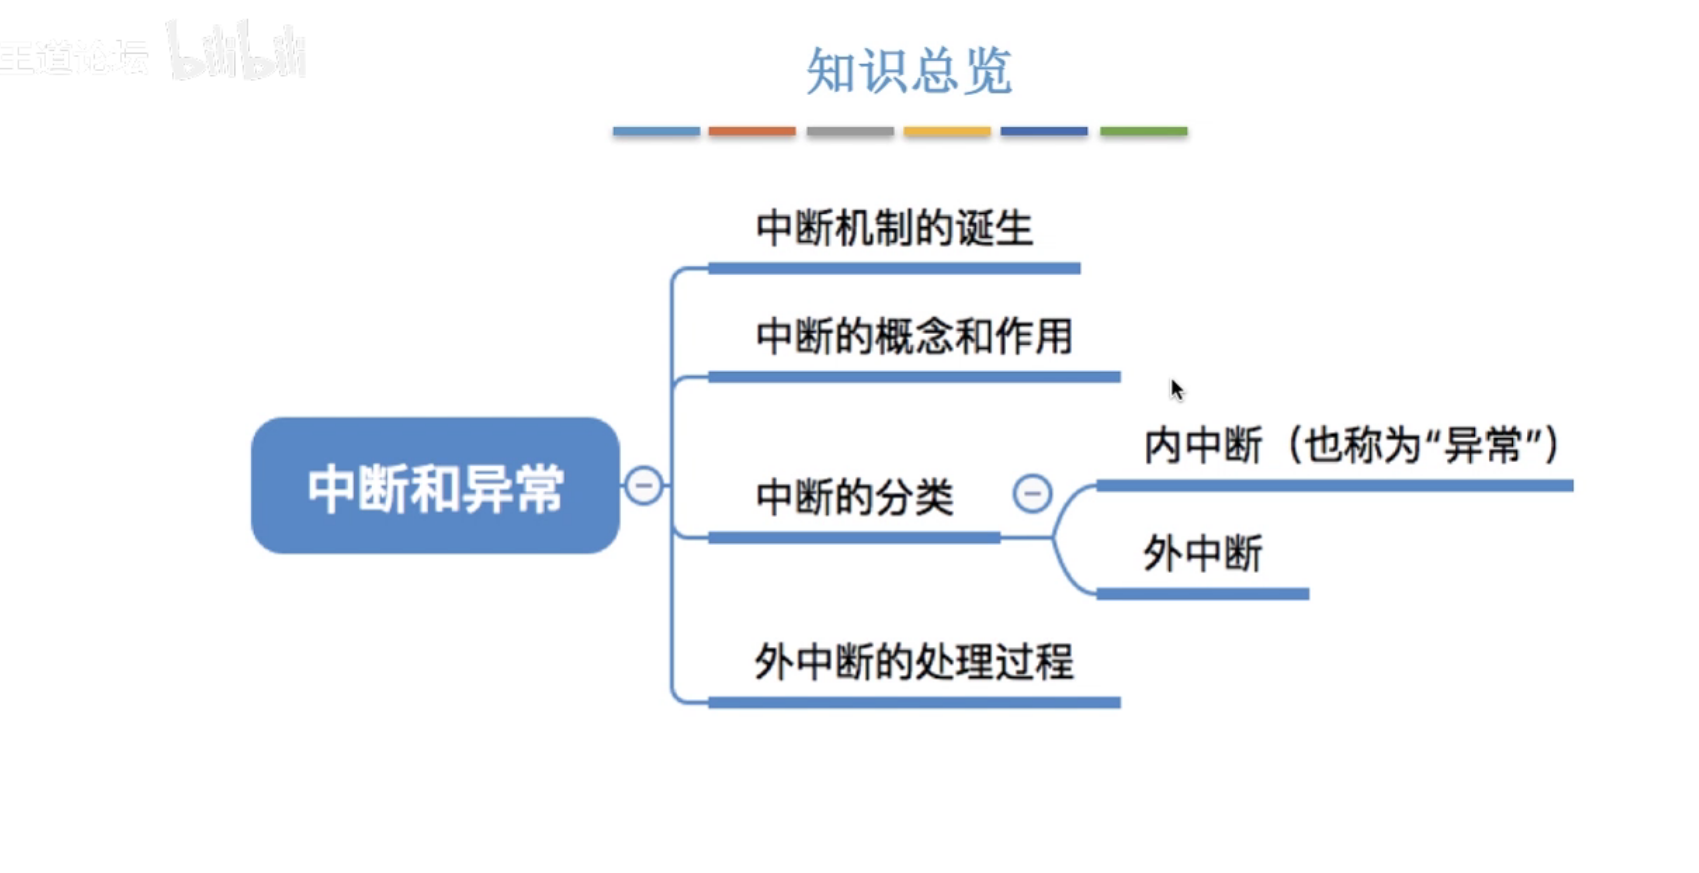 王道论坛 bilibili
知识总览
中断机制的诞生
中断的概念和作用
内中断（也称为“异常”）
中断和异常
中断的分类
外中断
外中断的处理过程